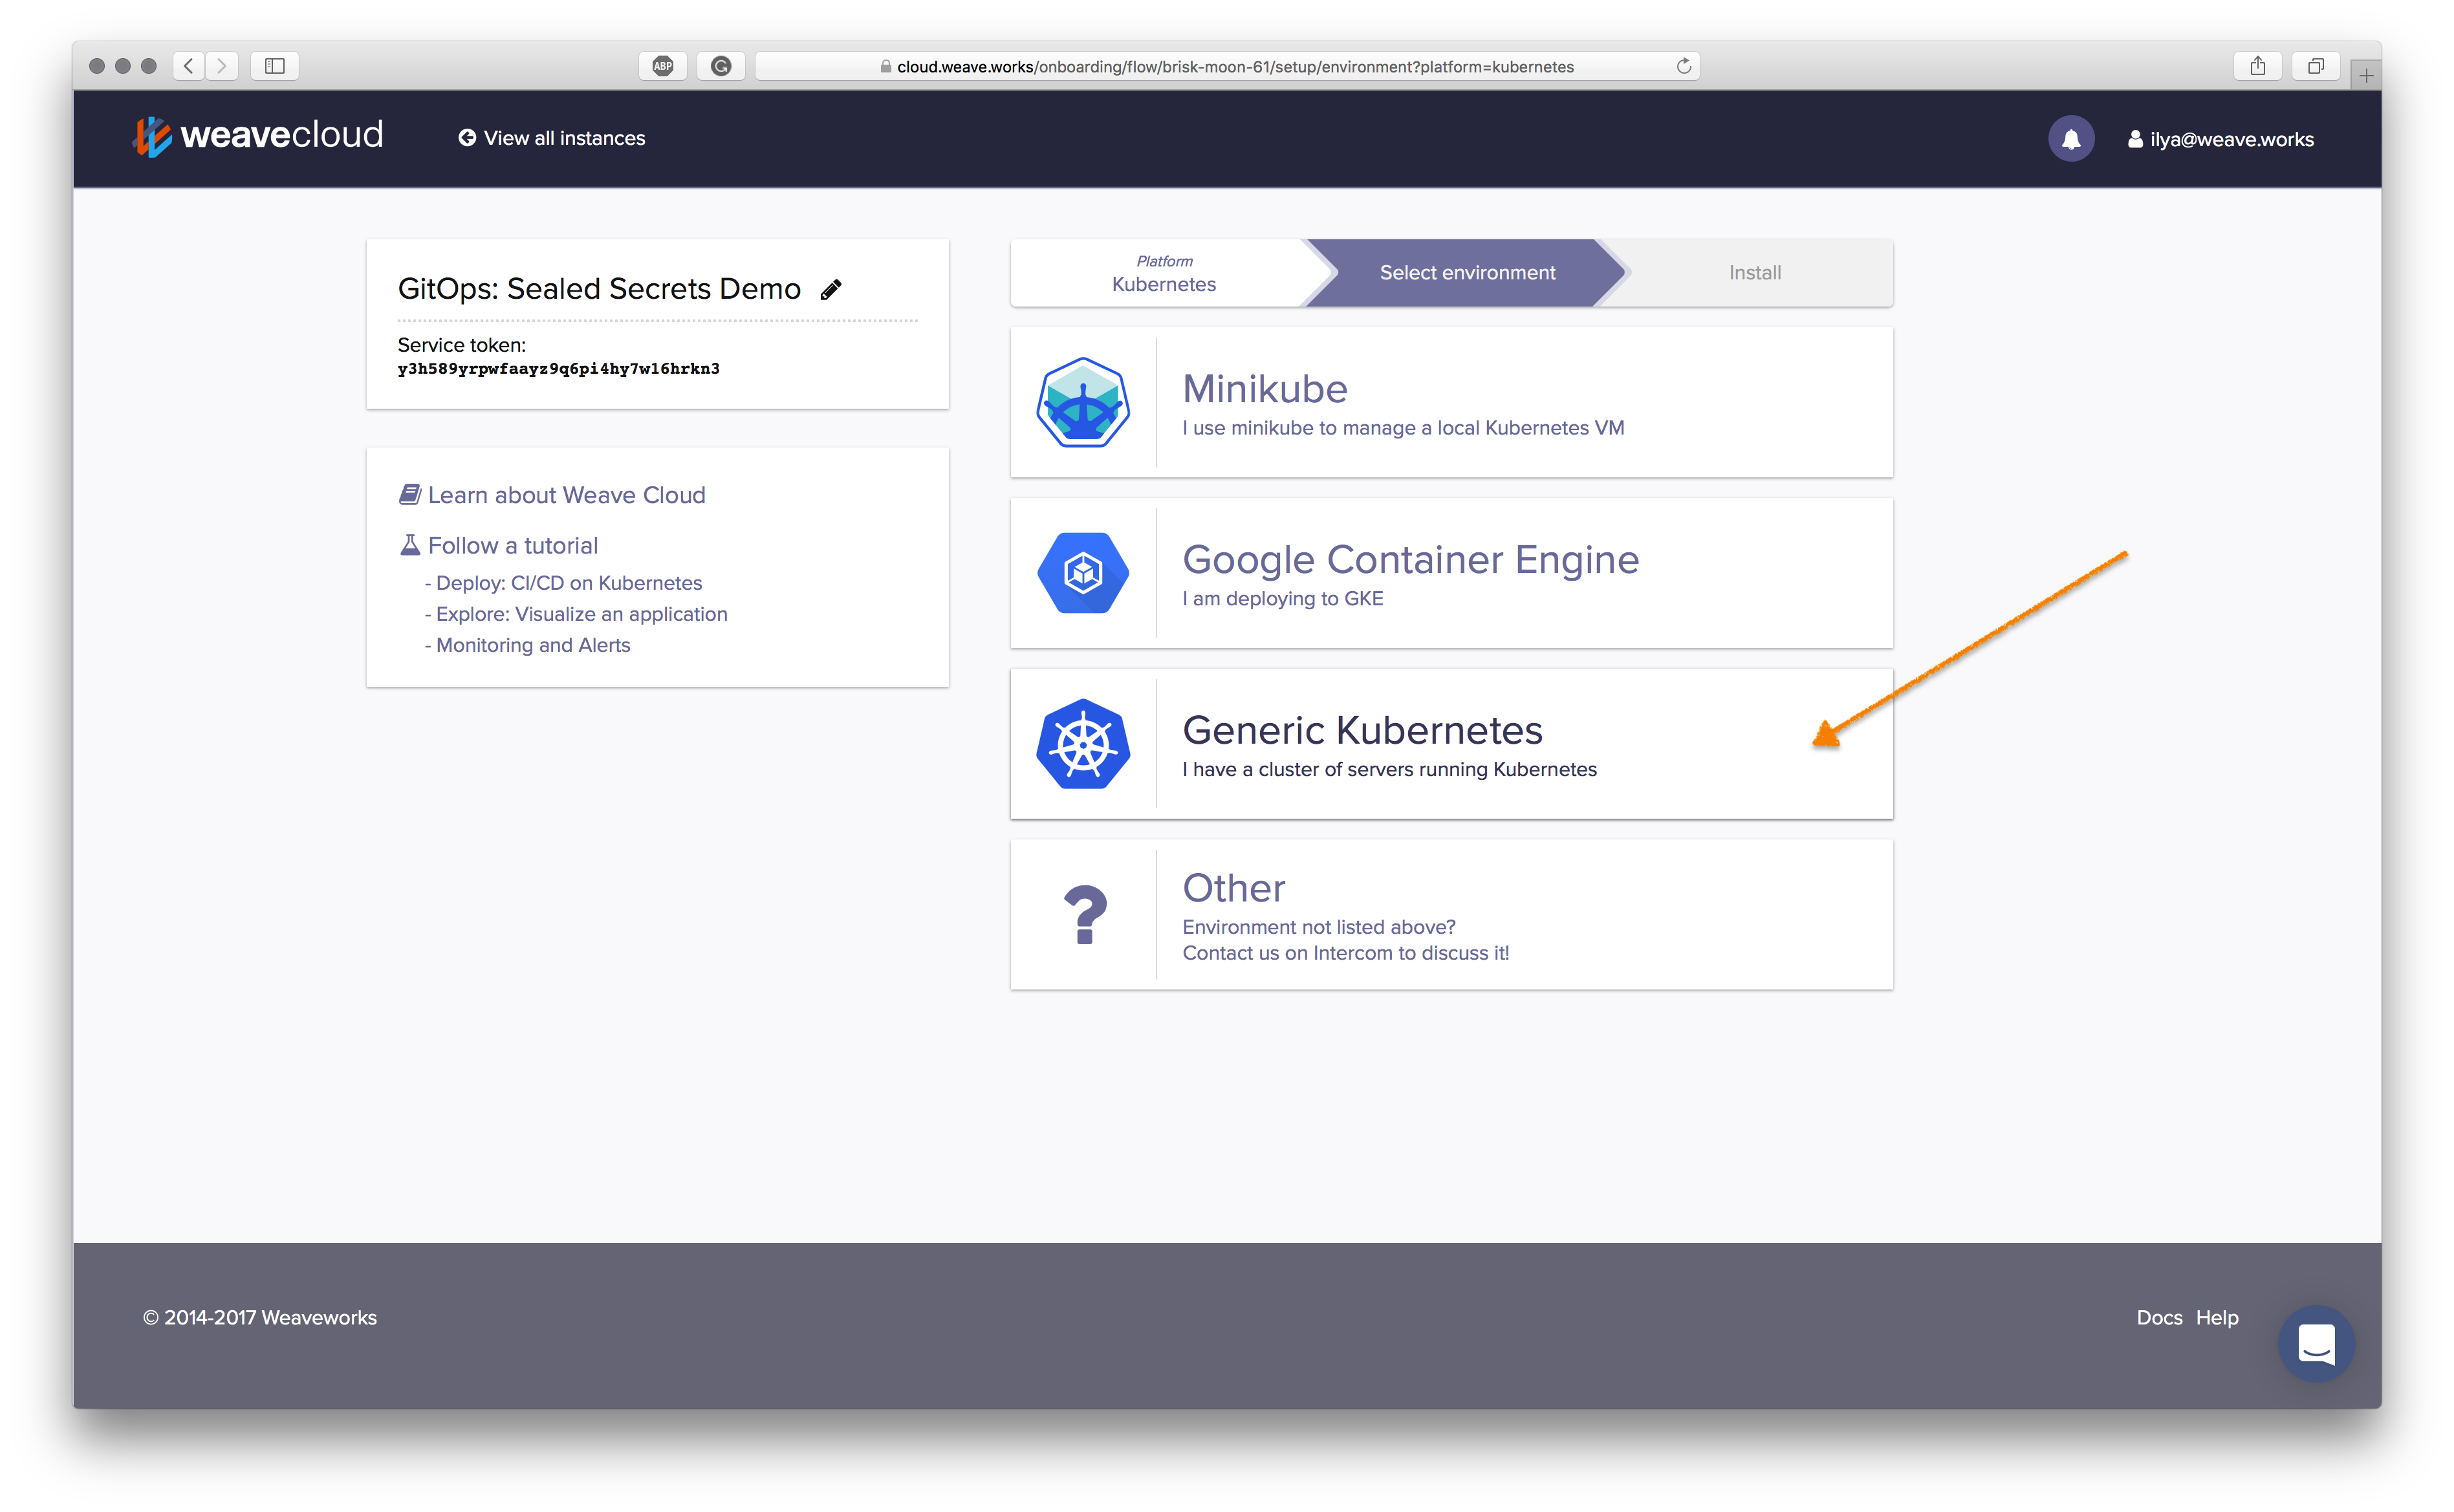 ABP
cloud.weave.works/onboarding/flow/brisk-moon-61/setup/environment?platform=kubernetes
weavecloud
View all instances
ilya@weave.works
GitOps: Sealed Secrets Demo
Service token:
y3h589yrpwfaayz9q6pi4hy7w16hrkn3
Learn about Weave Cloud
Follow a tutorial
- Deploy: CI/CD on Kubernetes
- Explore: Visualize an application
- Monitoring and Alerts
Platform
Kubernetes
Select environment
Install
Minikube
I use minikube to manage a local Kubernetes VM
Google Container Engine
I am deploying to GKE
Generic Kubernetes
I have a cluster of servers running Kubernetes
?
Other
Environment not listed above?
Contact us on Intercom to discuss it!
© 2014-2017 Weaveworks
Docs Help